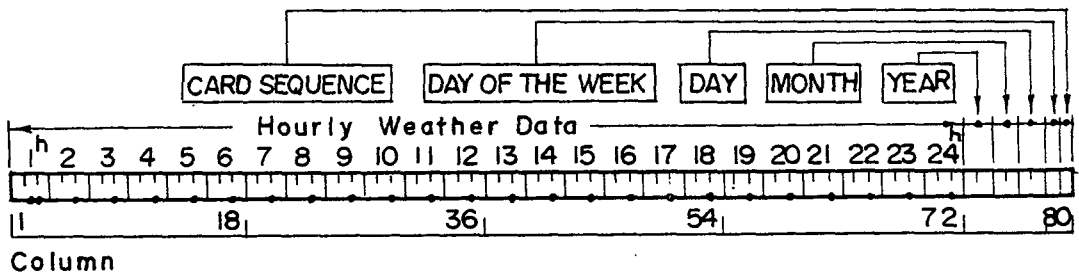 CARD SEQUENCE DAY OF THE WEEK DAY MONTH YEAR
Hourly Weather Data
1h 2 3 4 5 6 7 8 9 10 11 12 13 14 15 16 17 18 19 20 21 22 23 24h
1 18 36 54 72 80
Column